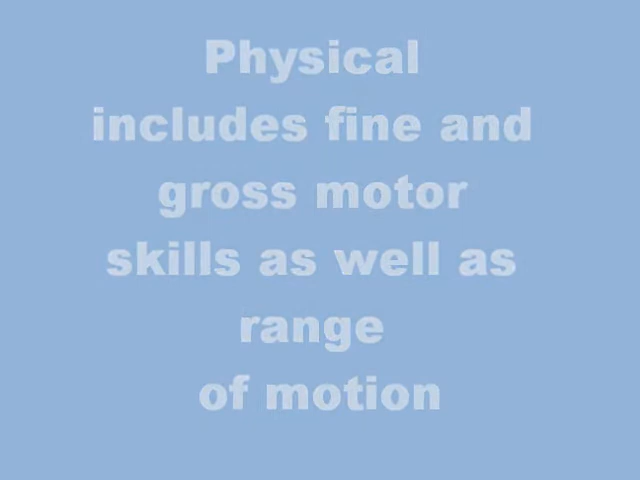 Physical
includes fine and
gross motor
skills as well as
range
of motion